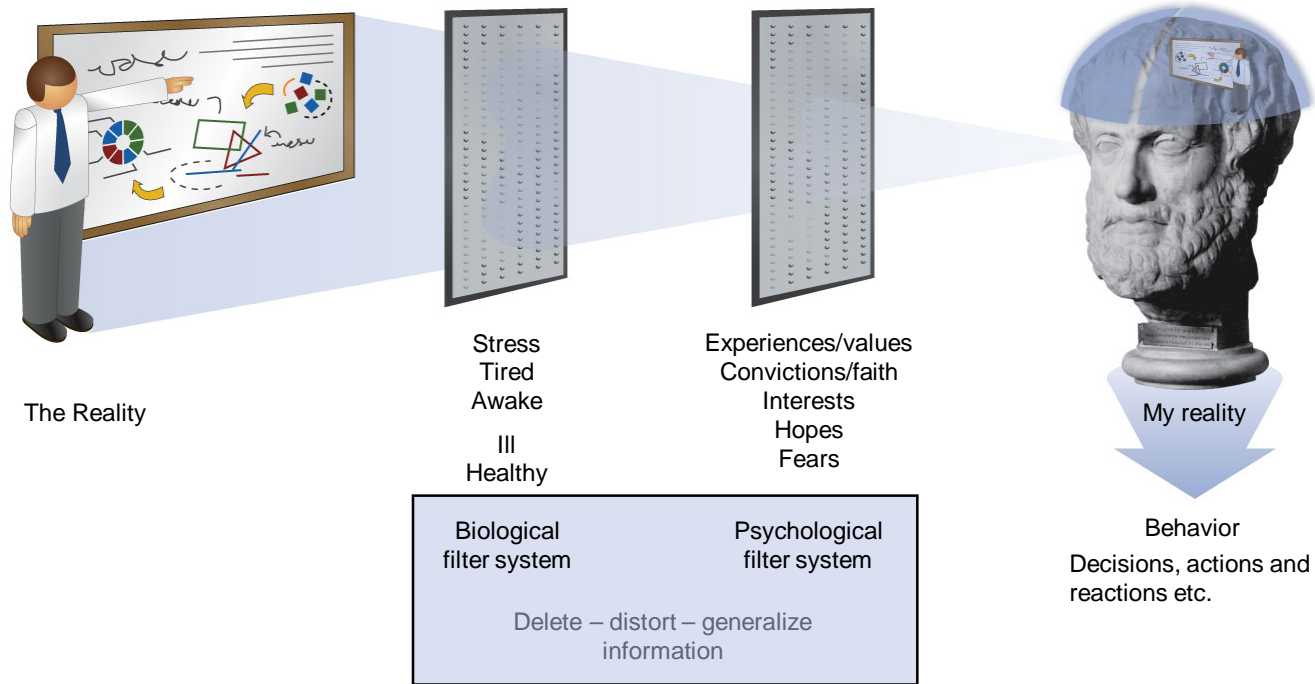 The Reality
Stress
Tired
Awake
Ill
Healthy
Experiences/values
Convictions/faith
Interests
Hopes
Fears
My reality
Biological
filter system
Psychological
filter system
Delete – distort – generalize
information
Behavior
Decisions, actions and
reactions etc.